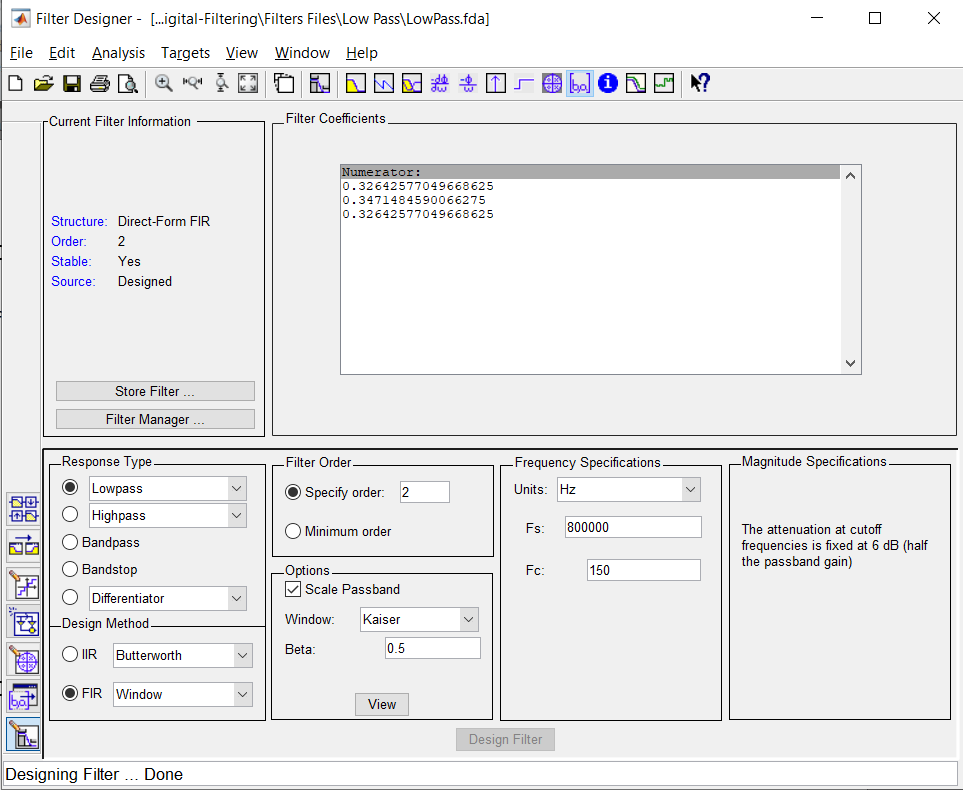 Filter Designer - [...igital-Filtering\Filters Files\Low Pass\LowPass.fda]
File Edit Analysis Targets View Window Help
Current Filter Information
Structure: Direct-Form FIR
Order: 2
Stable: Yes
Source: Designed
Store Filter ...
Filter Manager ...
Filter Coefficients
Numerator:
0.32642577049668625
0.3471484590066275
0.32642577049668625
Response Type
Lowpass
Highpass
Bandpass
Bandstop
Differentiator
Design Method
IIR Butterworth
FIR Window
Filter Order
Specify order: 2
Minimum order
Options
Scale Passband
Window: Kaiser
Beta: 0.5
View
Frequency Specifications
Units: Hz
Fs: 800000
Fc: 150
Magnitude Specifications
The attenuation at cutoff
frequencies is fixed at 6 dB (half
the passband gain)
Design Filter
Designing Filter ... Done